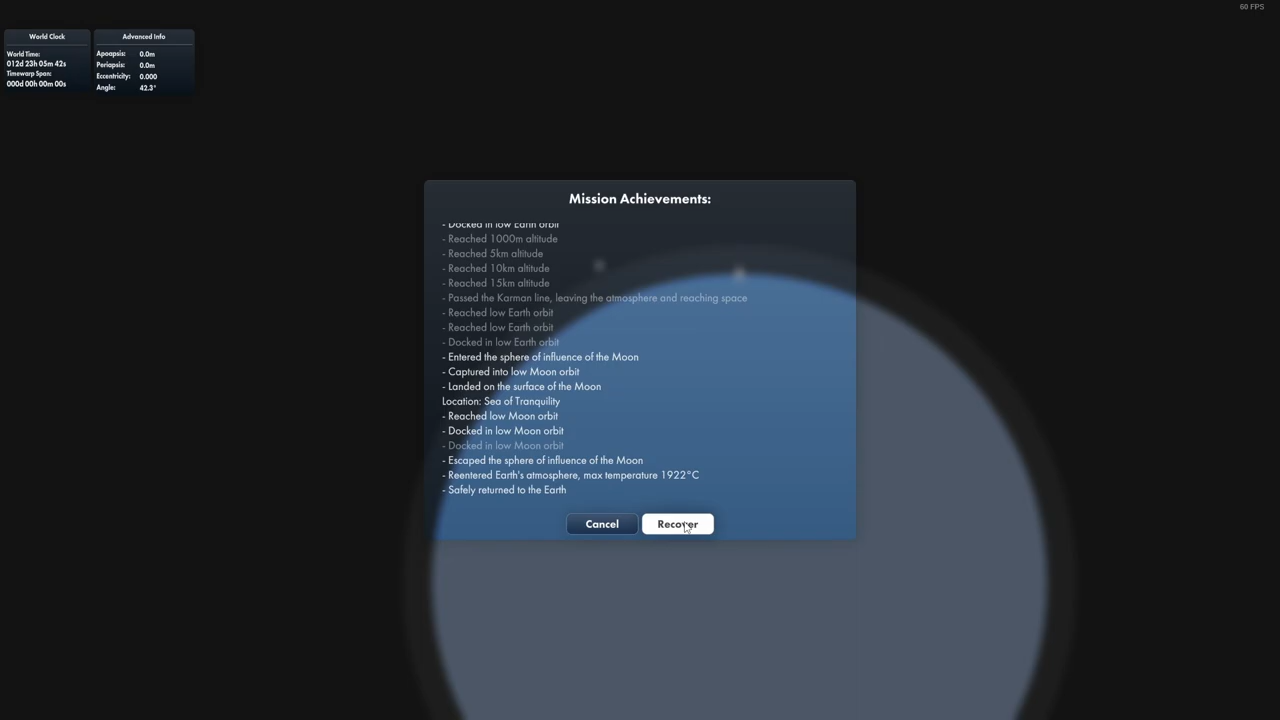 60 FPS
World Clock
World Time:
012d 23h 05m 42s
Timewarp Span:
000d 00h 00m 00s
Advanced Info
Apoapsis: 0.0m
Periapsis: 0.0m
Eccentricity: 0.000
Angle: 42.3°
Mission Achievements:
- Docked in low Earth orbit
- Reached 1000m altitude
- Reached 5km altitude
- Reached 10km altitude
- Reached 15km altitude
- Passed the Karman line, leaving the atmosphere and reaching space
- Reached low Earth orbit
- Reached low Earth orbit
- Docked in low Earth orbit
- Entered the sphere of influence of the Moon
- Captured into low Moon orbit
- Landed on the surface of the Moon
Location: Sea of Tranquility
- Reached low Moon orbit
- Docked in low Moon orbit
- Docked in low Moon orbit
- Escaped the sphere of influence of the Moon
- Reentered Earth's atmosphere, max temperature 1922°C
- Safely returned to the Earth
Cancel
Recover